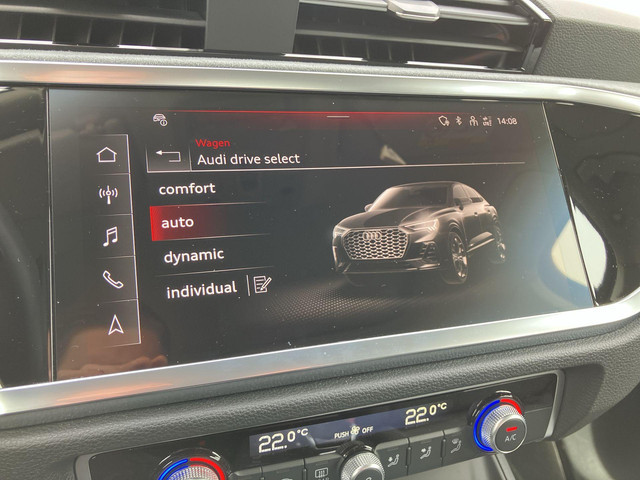 14:08
Wagen
Audi drive select
comfort
auto
dynamic
individual
22.0°C
PUSH OFF
22.0°C
A/C